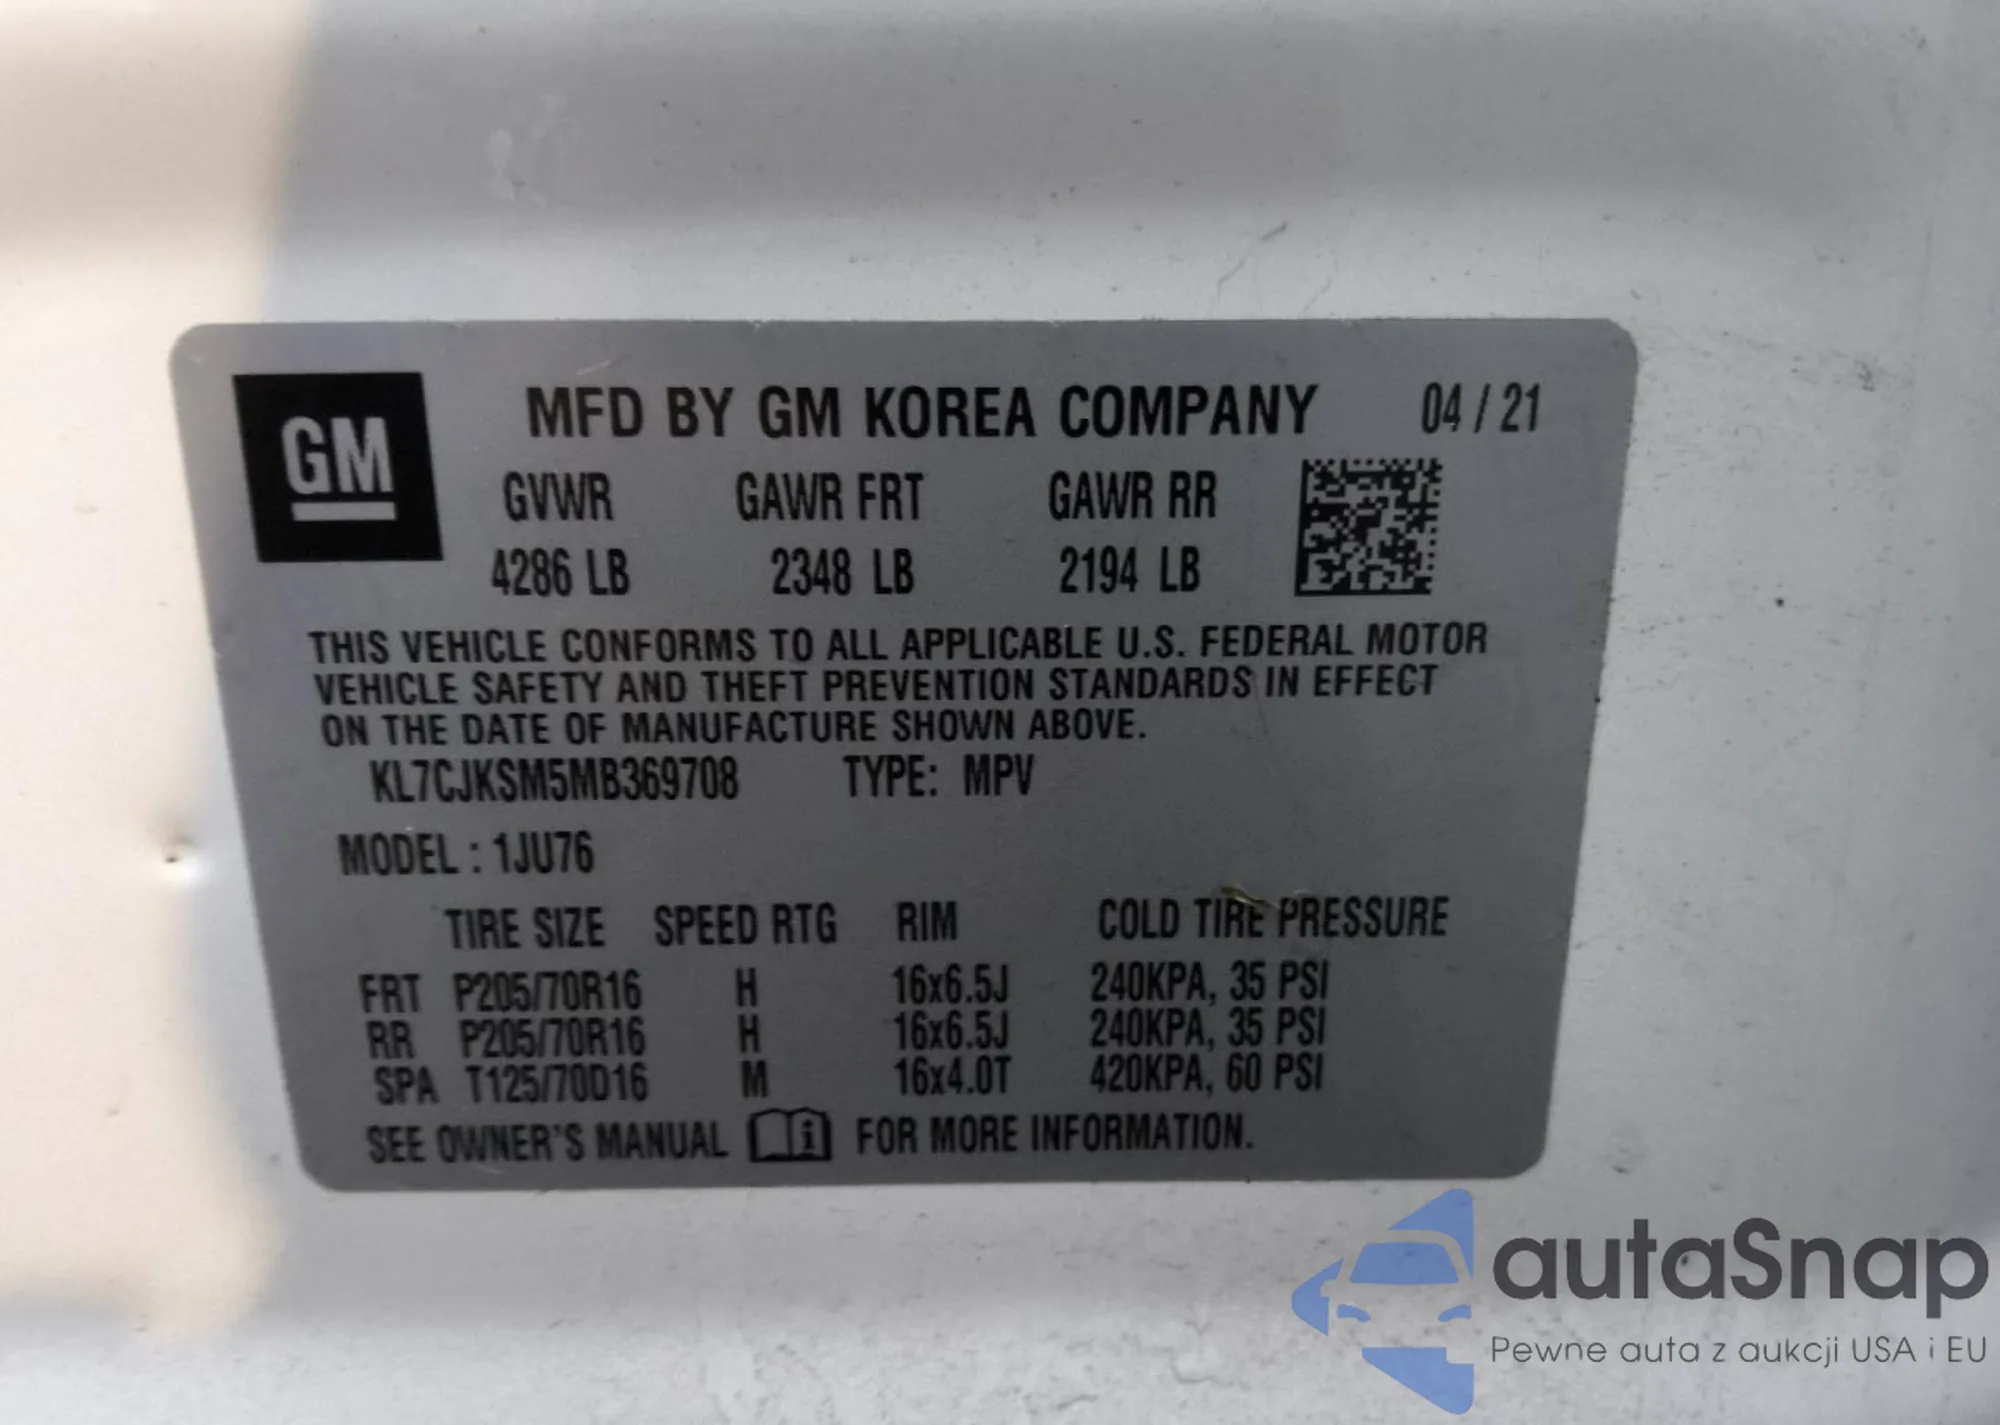 GM
MFD BY GM KOREA COMPANY 04 / 21
GVWR GAWR FRT GAWR RR
4286 LB 2348 LB 2194 LB
THIS VEHICLE CONFORMS TO ALL APPLICABLE U.S. FEDERAL MOTOR
VEHICLE SAFETY AND THEFT PREVENTION STANDARDS IN EFFECT
ON THE DATE OF MANUFACTURE SHOWN ABOVE.
KL7CJKSM5MB369708 TYPE: MPV
MODEL : 1JU76
TIRE SIZE SPEED RTG RIM COLD TIRE PRESSURE
FRT P205/70R16 H 16x6.5J 240KPA, 35 PSI
RR P205/70R16 H 16x6.5J 240KPA, 35 PSI
SPA T125/70D16 M 16x4.0T 420KPA, 60 PSI
SEE OWNER'S MANUAL i FOR MORE INFORMATION.
autaSnap
Pewne auta z aukcji USA i EU